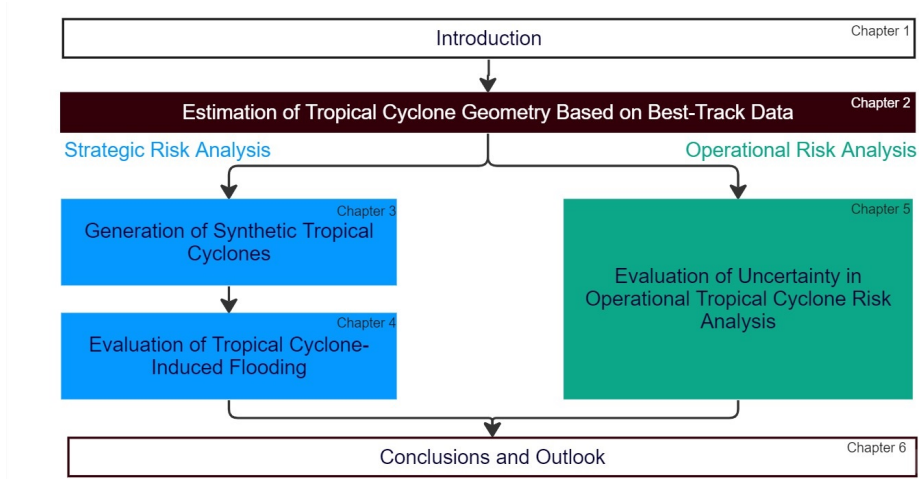 Chapter 1
Introduction
Chapter 2
Estimation of Tropical Cyclone Geometry Based on Best-Track Data
Strategic Risk Analysis
Operational Risk Analysis
Chapter 3
Generation of Synthetic Tropical
Cyclones
Chapter 4
Evaluation of Tropical Cyclone-
Induced Flooding
Chapter 5
Evaluation of Uncertainty in
Operational Tropical Cyclone Risk
Analysis
Chapter 6
Conclusions and Outlook